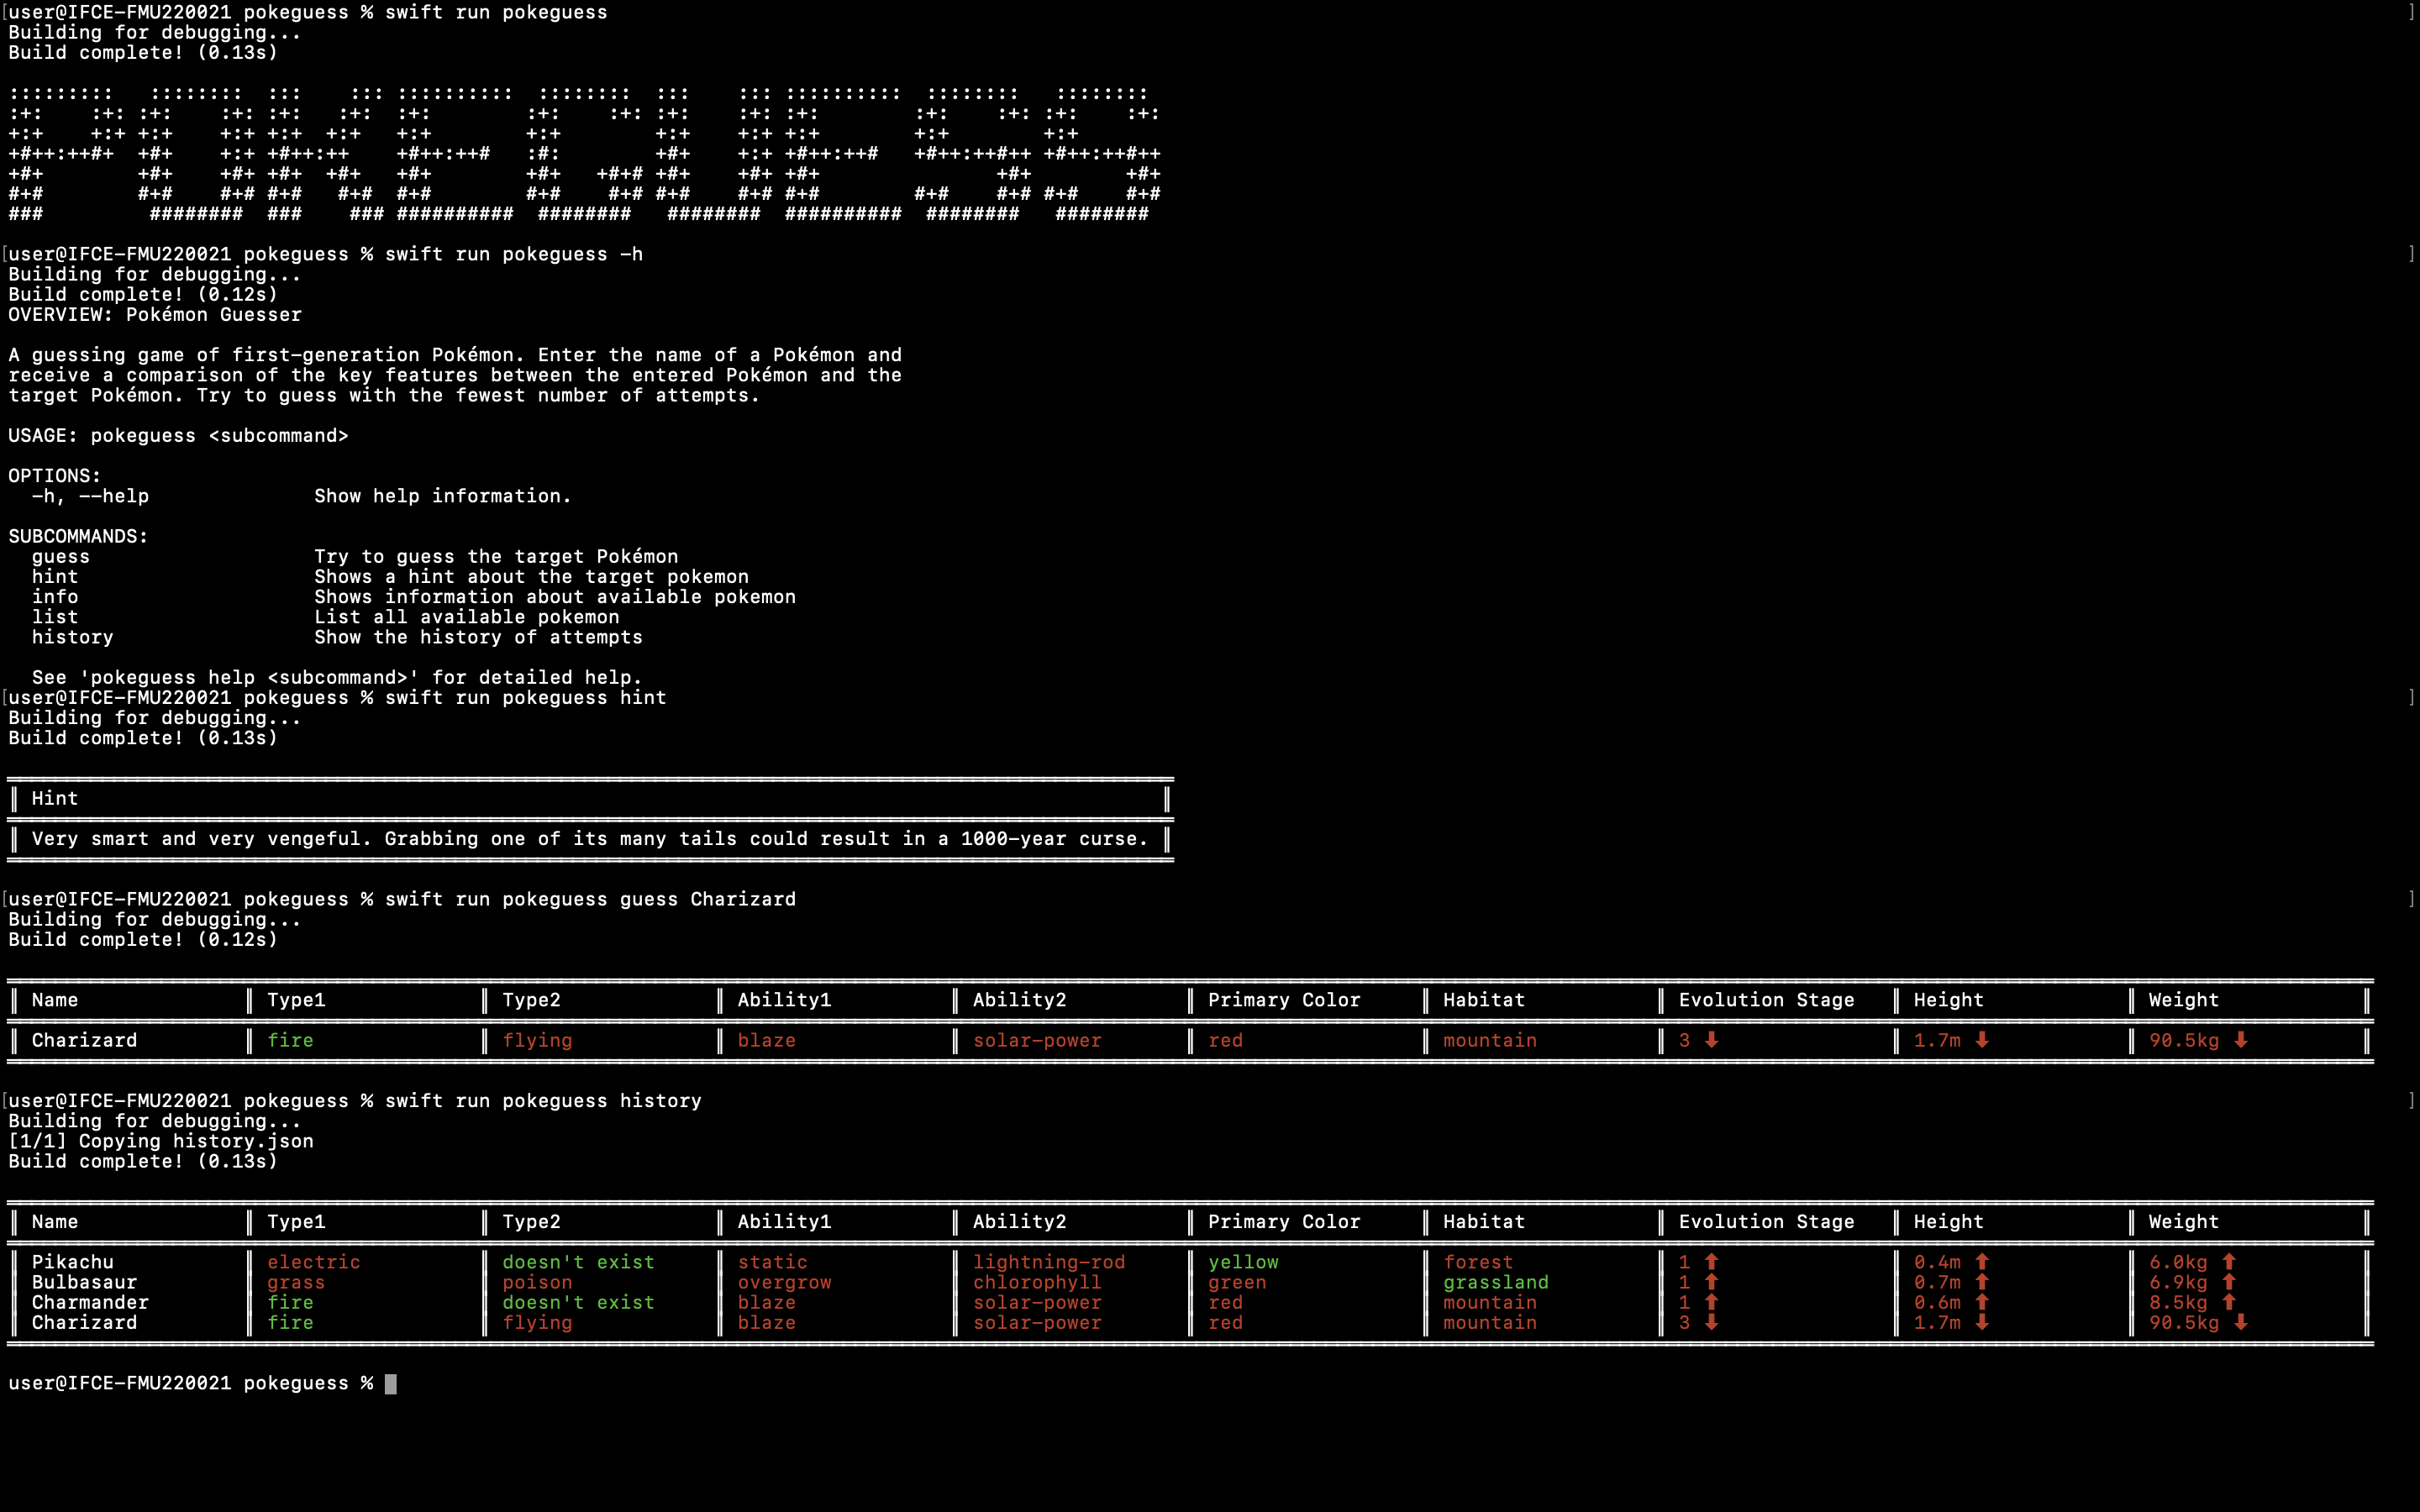 user@IFCE-FMU220021 pokeguess % swift run pokeguess
Building for debugging...
Build complete! (0.13s)
POKEGUESS
user@IFCE-FMU220021 pokeguess % swift run pokeguess -h
Building for debugging...
Build complete! (0.12s)
OVERVIEW: Pokémon Guesser
A guessing game of first-generation Pokémon. Enter the name of a Pokémon and
receive a comparison of the key features between the entered Pokémon and the
target Pokémon. Try to guess with the fewest number of attempts.
USAGE: pokeguess <subcommand>
OPTIONS:
-h, --help Show help information.
SUBCOMMANDS:
guess Try to guess the target Pokémon
hint Shows a hint about the target pokemon
info Shows information about available pokemon
list List all available pokemon
history Show the history of attempts
See 'pokeguess help <subcommand>' for detailed help.
user@IFCE-FMU220021 pokeguess % swift run pokeguess hint
Building for debugging...
Build complete! (0.13s)
Hint
Very smart and very vengeful. Grabbing one of its many tails could result in a 1000-year curse.
user@IFCE-FMU220021 pokeguess % swift run pokeguess guess Charizard
Building for debugging...
Build complete! (0.12s)
Name Type1 Type2 Ability1 Ability2 Primary Color Habitat Evolution Stage Height Weight
Charizard fire flying blaze solar-power red mountain 3 ⬇ 1.7m ⬇ 90.5kg ⬇
user@IFCE-FMU220021 pokeguess % swift run pokeguess history
Building for debugging...
[1/1] Copying history.json
Build complete! (0.13s)
Name Type1 Type2 Ability1 Ability2 Primary Color Habitat Evolution Stage Height Weight
Pikachu electric doesn't exist static lightning-rod yellow forest 1 ⬆ 0.4m ⬆ 6.0kg ⬆
Bulbasaur grass poison overgrow chlorophyll green grassland 1 ⬆ 0.7m ⬆ 6.9kg ⬆
Charmander fire doesn't exist blaze solar-power red mountain 1 ⬆ 0.6m ⬆ 8.5kg ⬆
Charizard fire flying blaze solar-power red mountain 3 ⬇ 1.7m ⬇ 90.5kg ⬇
user@IFCE-FMU220021 pokeguess %